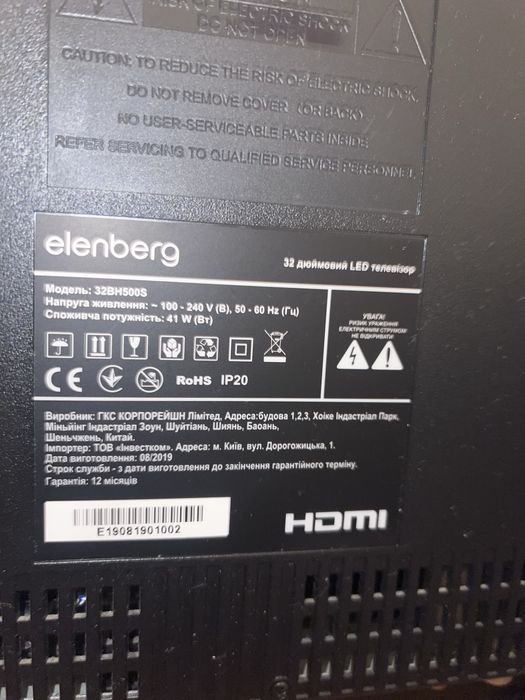 RISK OF ELECTRIC SHOCK
DO NOT OPEN
CAUTION: TO REDUCE THE RISK OF ELECTRIC SHOCK,
DO NOT REMOVE COVER (OR BACK)
NO USER-SERVICEABLE PARTS INSIDE
REFER SERVICING TO QUALIFIED SERVICE PERSONNEL
elenberg
32 дюймовий LED телевізор
Модель: 32BH500S
Напруга живлення: ~ 100 - 240 V (В), 50 - 60 Hz (Гц)
Споживча потужність: 41 W (Вт)
УВАГА!
РИЗИК УРАЖЕННЯ
ЕЛЕКТРИЧНИМ СТРУМОМ
НЕ ВІДКРИВАТИ!
CE
RoHS IP20
Виробник: ГКС КОРПОРЕЙШН Лімітед, Адреса:будова 1,2,3, Хоіке Індастріал Парк,
Міньйінг Індастріал Зоун, Шуйтіань, Шиянь, Баоань,
Шеньчжень, Китай.
Імпортер: ТОВ «Інвестком». Адреса: м. Київ, вул. Дорогожицька, 1.
Дата виготовлення: 08/2019
Строк служби - з дати виготовлення до закінчення гарантійного терміну.
Гарантія: 12 місяців
E19081901002
HDMI